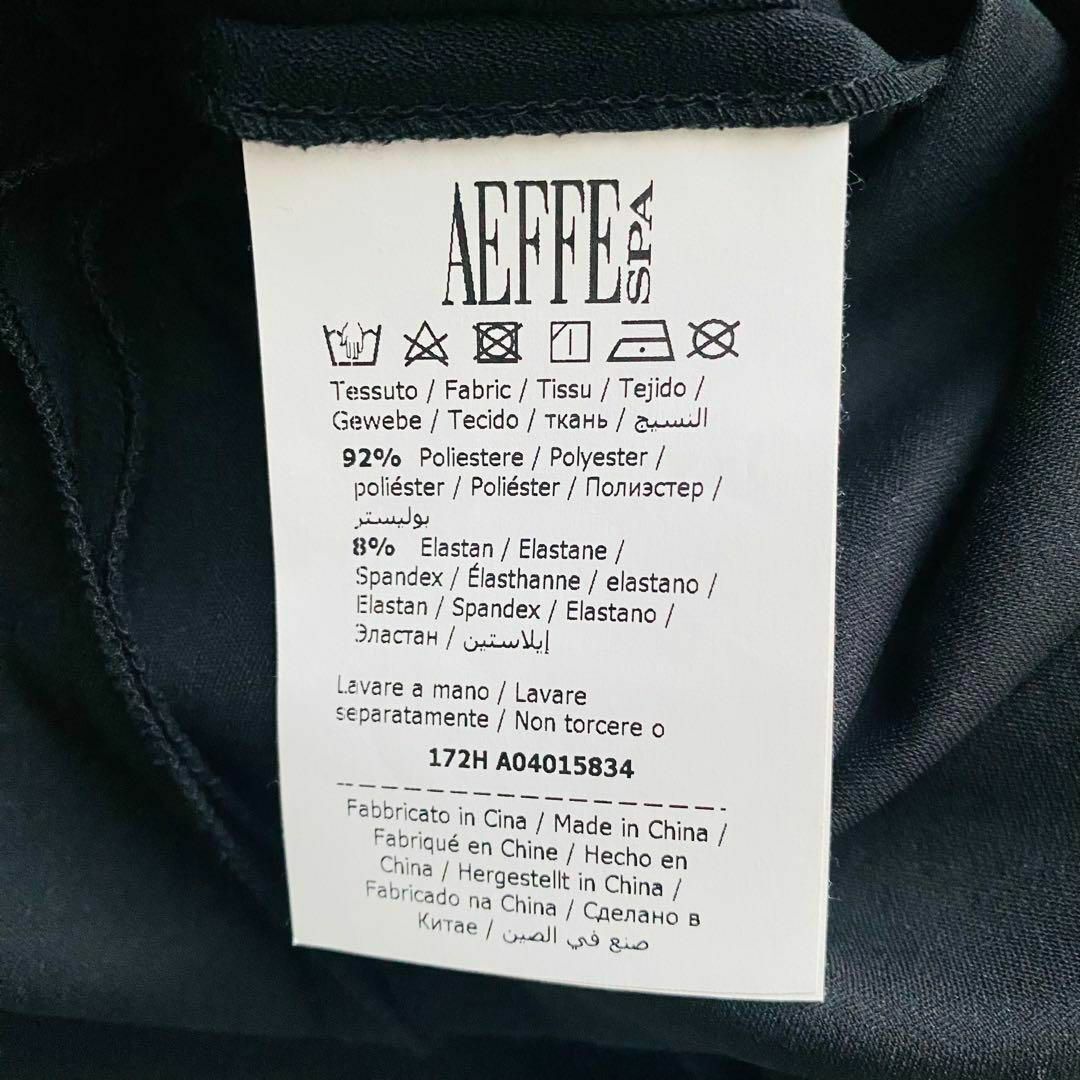 AEFFE SPA
Tessuto / Fabric / Tissu / Tejido /
Gewebe / Tecido / ткань / النسيج
92% Poliestere / Polyester /
poliéster / Poliéster / Полиэстер /
بوليستر
8% Elastan / Elastane /
Spandex / Élasthanne / elastano /
Elastan / Spandex / Elastano /
Эластан / إيلاستين
Lavare a mano / Lavare
separatamente / Non torcere o
172H A04015834
Fabbricato in Cina / Made in China /
Fabriqué en Chine / Hecho en
China / Hergestellt in China /
Fabricado na China / Сделано в
Китае / صنع في الصين